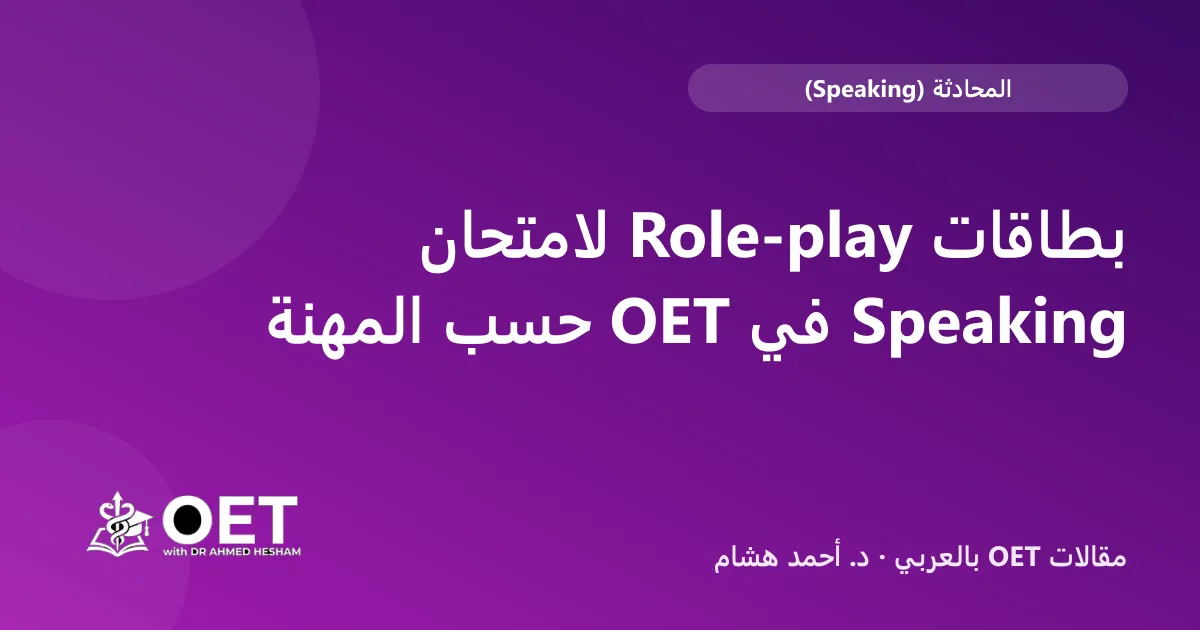 المحادثة (Speaking)
بطاقات Role-play لامتحان
Speaking في OET حسب المهنة
OET
with DR AHMED HESHAM
مقالات OET بالعربي · د. أحمد هشام